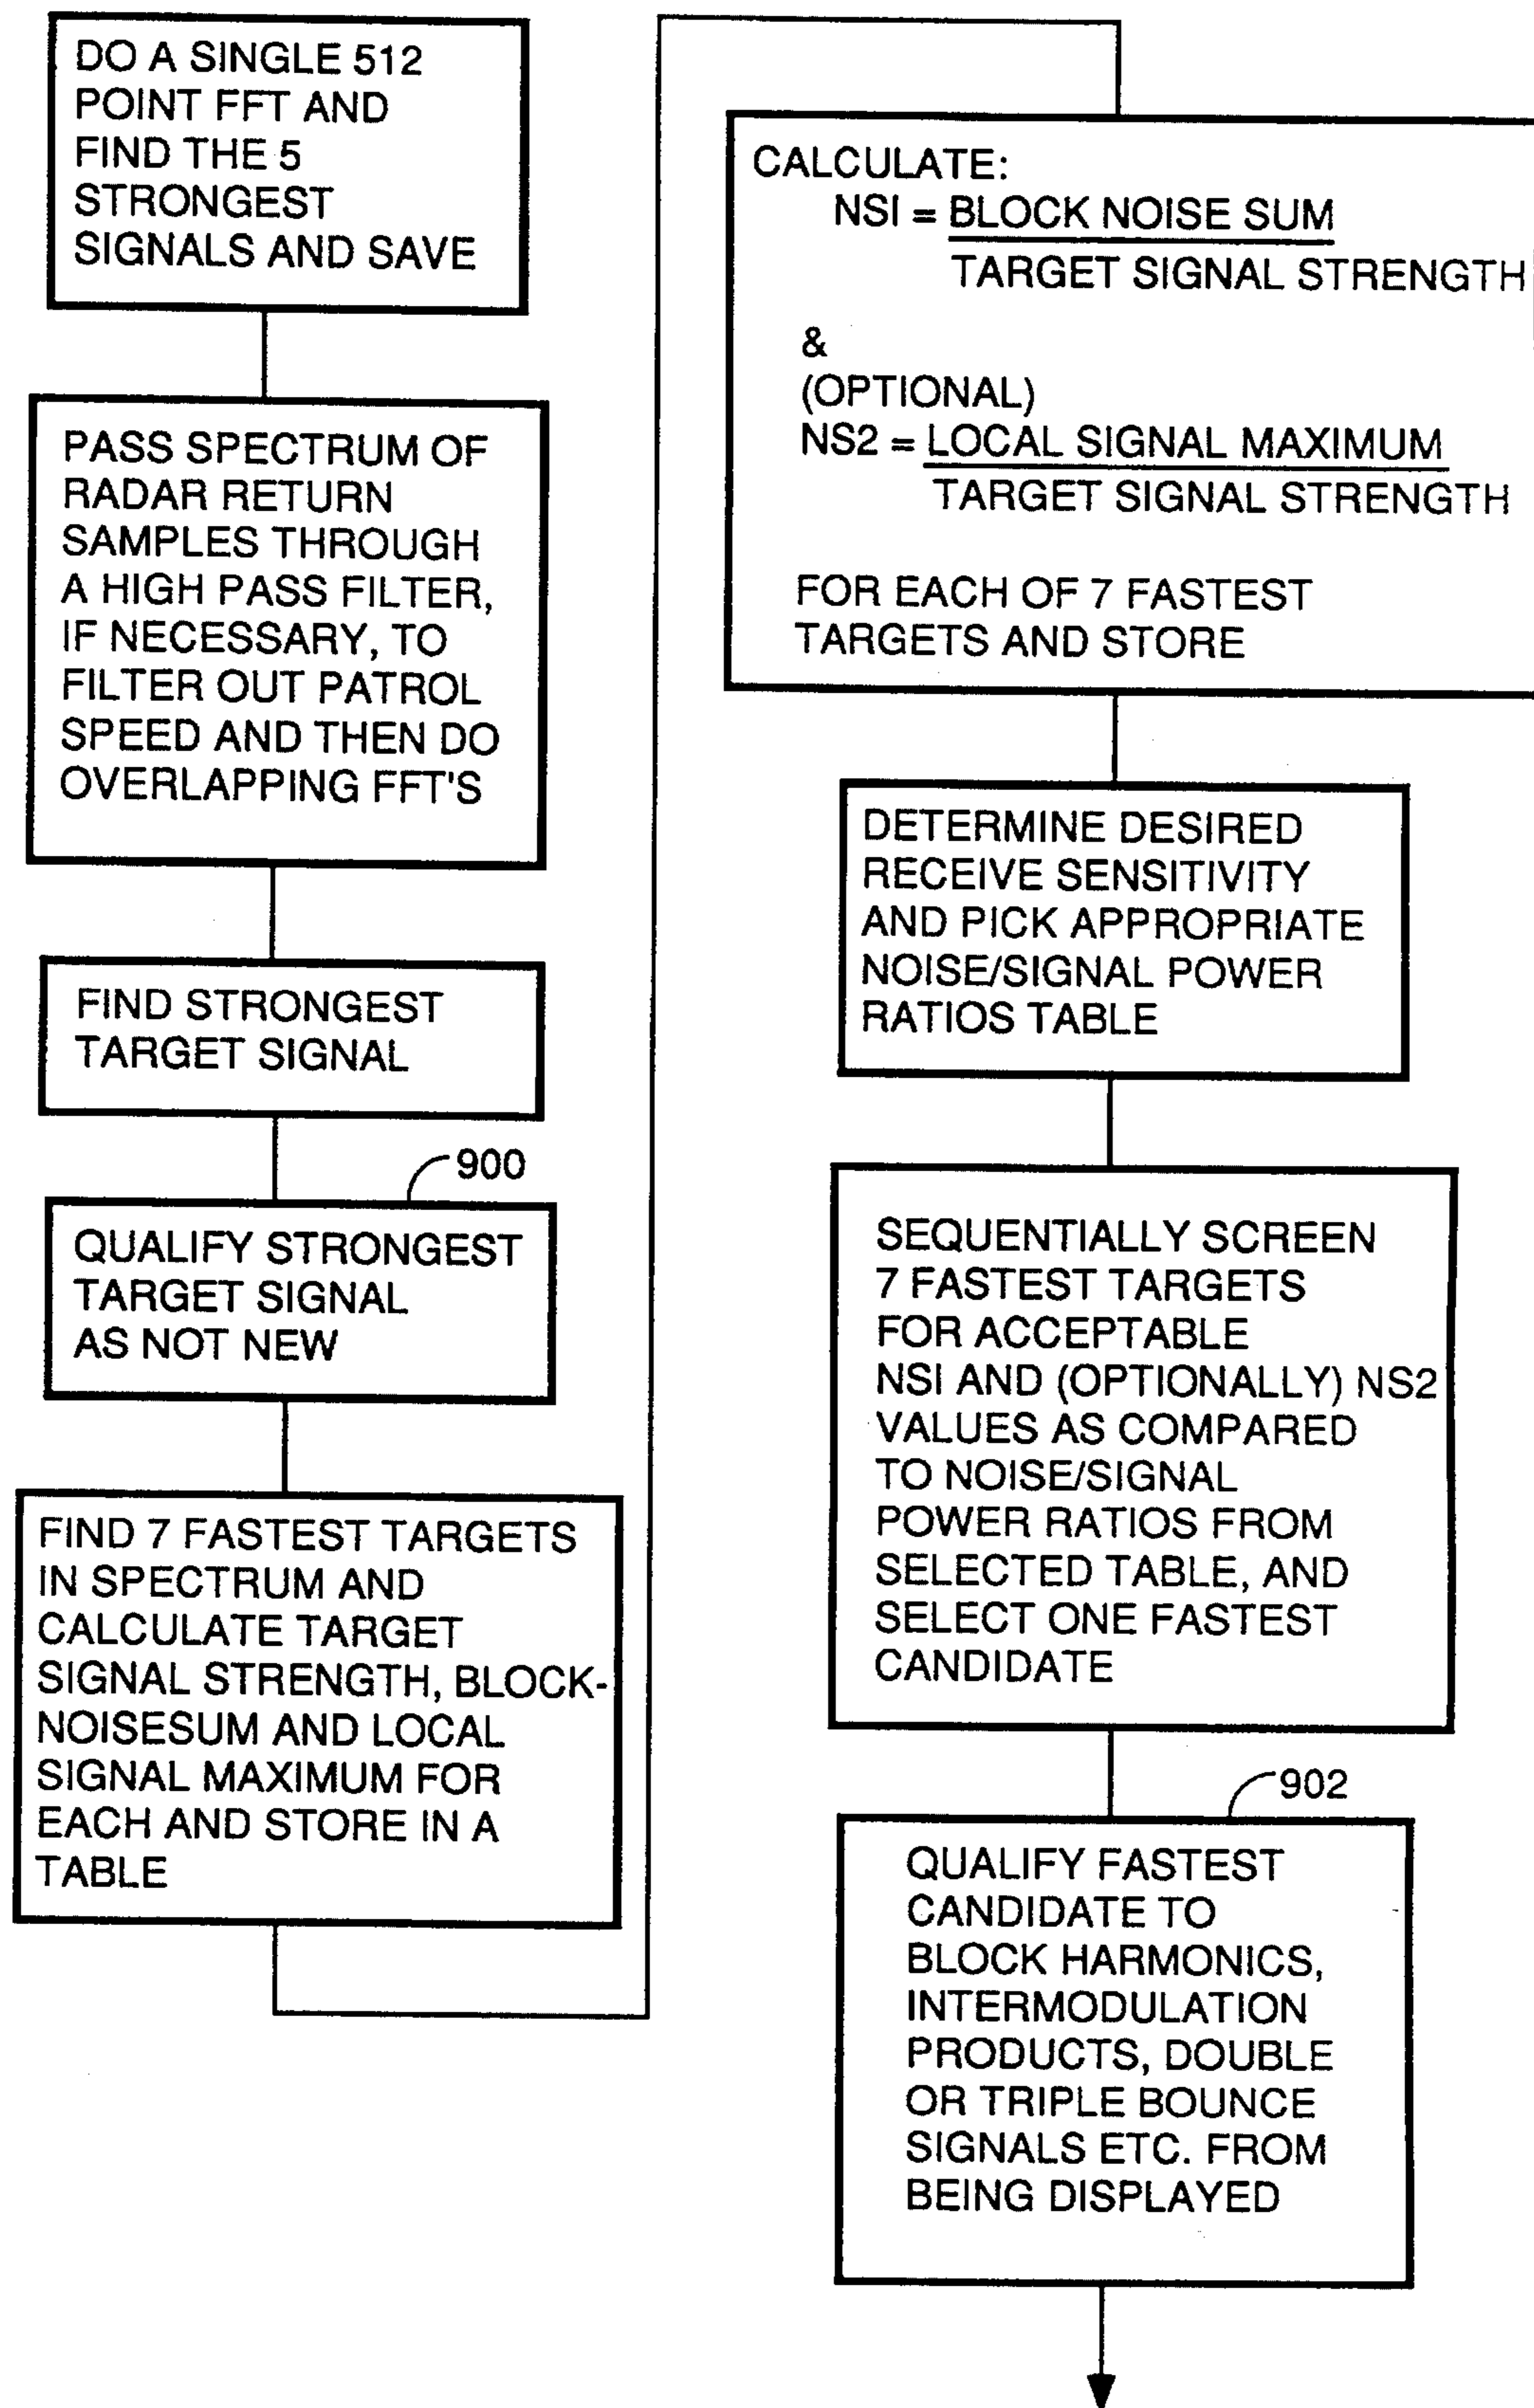 DO A SINGLE 512
POINT FFT AND
FIND THE 5
STRONGEST
SIGNALS AND SAVE
PASS SPECTRUM OF
RADAR RETURN
SAMPLES THROUGH
A HIGH PASS FILTER,
IF NECESSARY, TO
FILTER OUT PATROL
SPEED AND THEN DO
OVERLAPPING FFT'S
FIND STRONGEST
TARGET SIGNAL
900
QUALIFY STRONGEST
TARGET SIGNAL
AS NOT NEW
FIND 7 FASTEST TARGETS
IN SPECTRUM AND
CALCULATE TARGET
SIGNAL STRENGTH, BLOCK-
NOISESUM AND LOCAL
SIGNAL MAXIMUM FOR
EACH AND STORE IN A
TABLE
CALCULATE:
NSI = BLOCK NOISE SUM
TARGET SIGNAL STRENGTH
&
(OPTIONAL)
NS2 = LOCAL SIGNAL MAXIMUM
TARGET SIGNAL STRENGTH
FOR EACH OF 7 FASTEST
TARGETS AND STORE
DETERMINE DESIRED
RECEIVE SENSITIVITY
AND PICK APPROPRIATE
NOISE/SIGNAL POWER
RATIOS TABLE
SEQUENTIALLY SCREEN
7 FASTEST TARGETS
FOR ACCEPTABLE
NSI AND (OPTIONALLY) NS2
VALUES AS COMPARED
TO NOISE/SIGNAL
POWER RATIOS FROM
SELECTED TABLE, AND
SELECT ONE FASTEST
CANDIDATE
902
QUALIFY FASTEST
CANDIDATE TO
BLOCK HARMONICS,
INTERMODULATION
PRODUCTS, DOUBLE
OR TRIPLE BOUNCE
SIGNALS ETC. FROM
BEING DISPLAYED